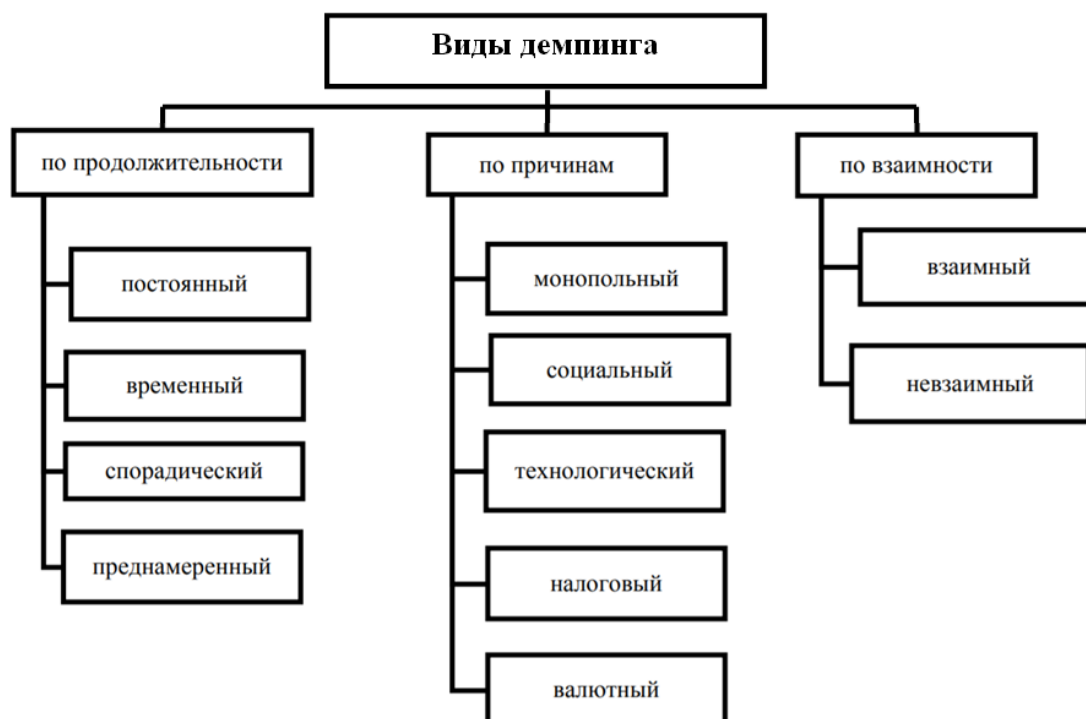 Виды демпинга
по продолжительности
постоянный
временный
спорадический
преднамеренный
по причинам
монопольный
социальный
технологический
налоговый
валютный
по взаимности
взаимный
невзаимный